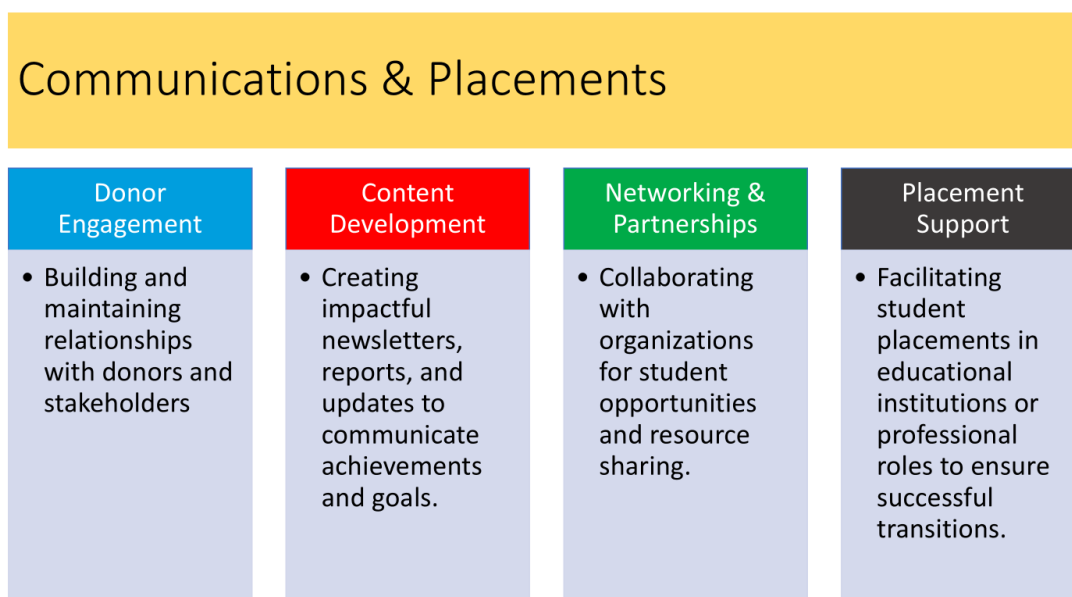 Communications & Placements
Donor
Engagement
• Building and
maintaining
relationships
with donors and
stakeholders
Content
Development
• Creating
impactful
newsletters,
reports, and
updates to
communicate
achievements
and goals.
Networking &
Partnerships
• Collaborating
with
organizations
for student
opportunities
and resource
sharing.
Placement
Support
• Facilitating
student
placements in
educational
institutions or
professional
roles to ensure
successful
transitions.